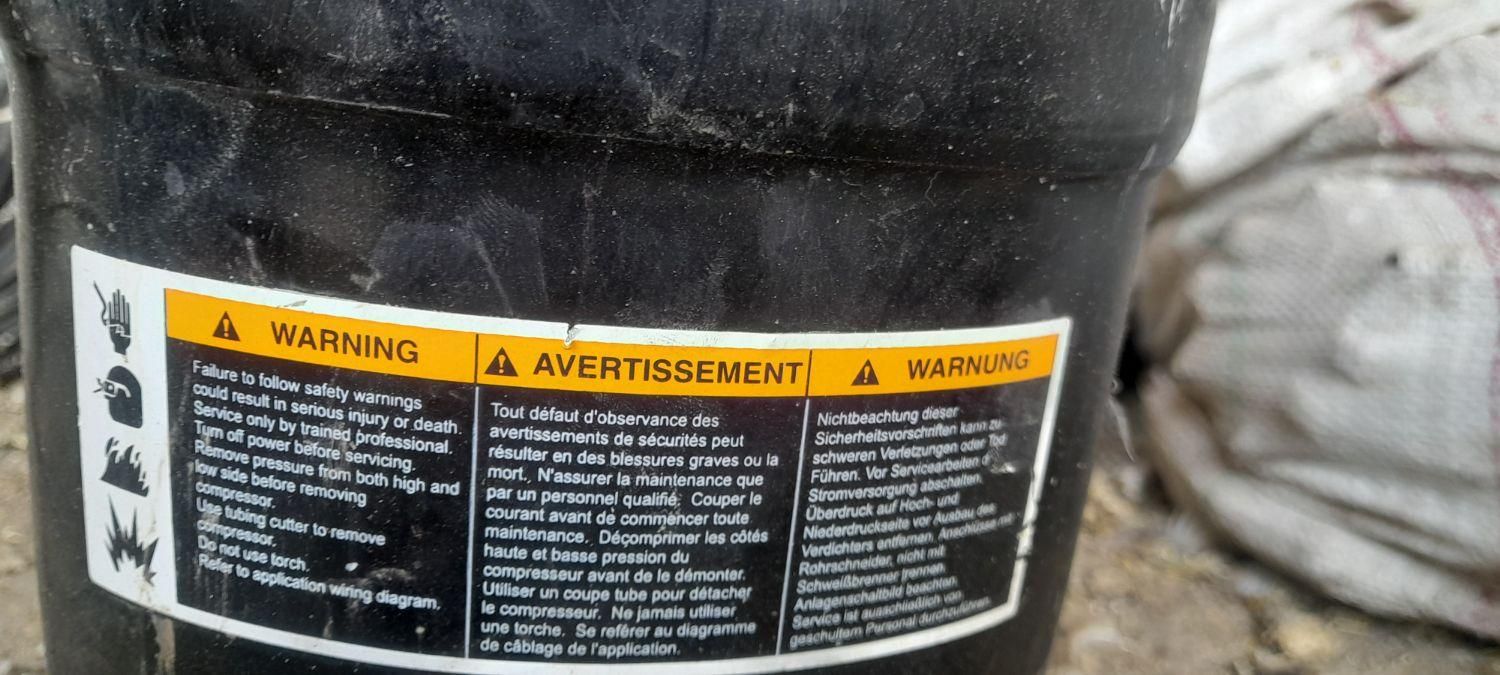 WARNING
Failure to follow safety warnings
could result in serious injury or death.
Service only by trained professional.
Turn off power before servicing.
Remove pressure from both high and
low side before removing
compressor.
Use tubing cutter to remove
compressor.
Do not use torch.
Refer to application wiring diagram.
AVERTISSEMENT
Tout défaut d'observance des
avertissements de sécurités peut
résulter en des blessures graves ou la
mort. N'assurer la maintenance que
par un personnel qualifié. Couper le
courant avant de commencer toute
maintenance. Décomprimer les côtés
haute et basse pression du
compresseur avant de le démonter.
Utiliser un coupe tube pour détacher
le compresseur. Ne jamais utiliser
une torche. Se referér au diagramme
de câblage de l'application.
WARNUNG
Nichtbeachtung dieser
Sicherheitsvorschriften kann zu
schweren Verletzungen oder Tod
Führen. Vor Servicearbeiten
Stromversorgung abschalten.
Überdruck auf Hoch- und
Niederdruckseite vor Ausbau des
Verdichters entfernen. Anschlüsse mit
Rohrschneider, nicht mit
Schweißbrenner trennen.
Anlagenschaltbild beachten.
Service ist ausschließlich von
geschultem Personal durchzuführen.